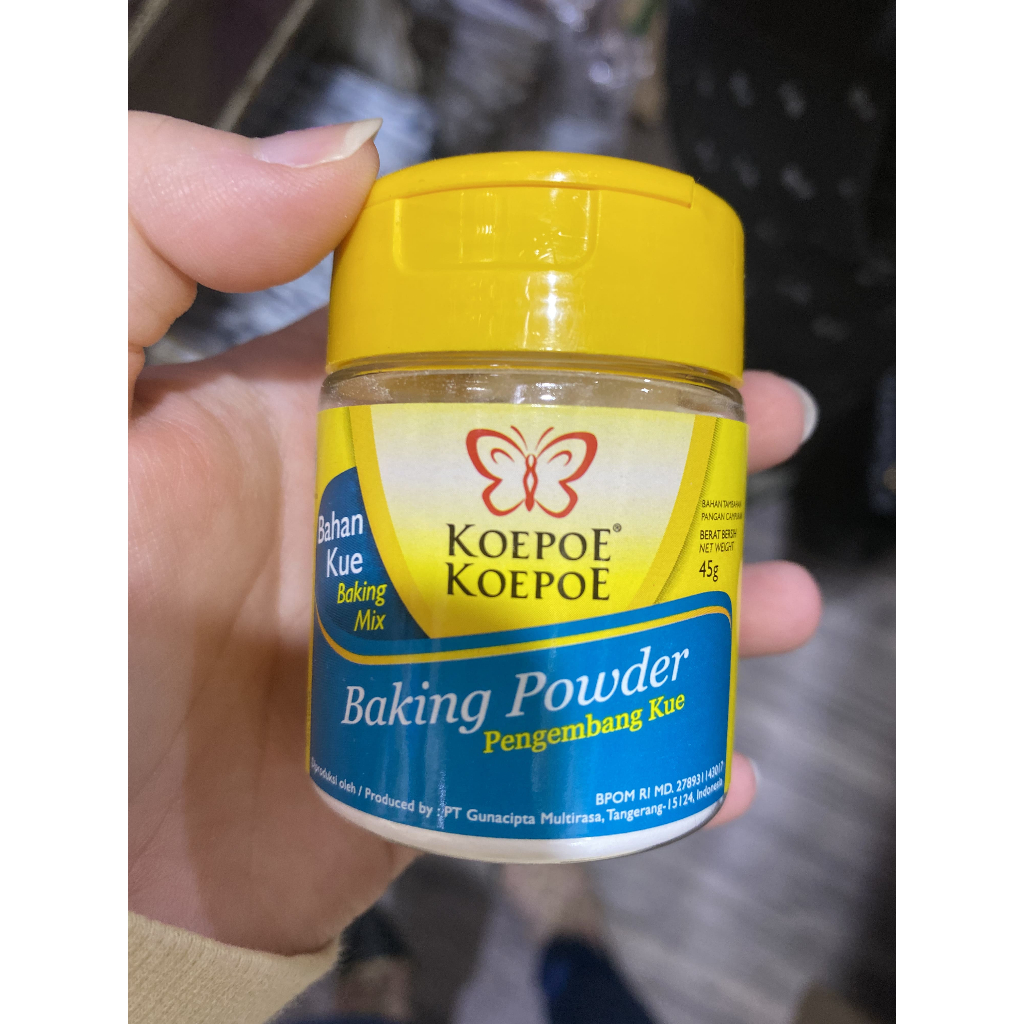 KOEPOE®
KOEPOE
Bahan
Kue
Baking
Mix
BAHAN TAMBAHAN
PANGAN CAMPURAN
BERAT BERSIH
NET WEIGHT
45g
Baking Powder
Pengembang Kue
BPOM RI MD. 278931143017
Diproduksi oleh / Produced by : PT Gunacipta Multirasa, Tangerang-15124, Indonesia